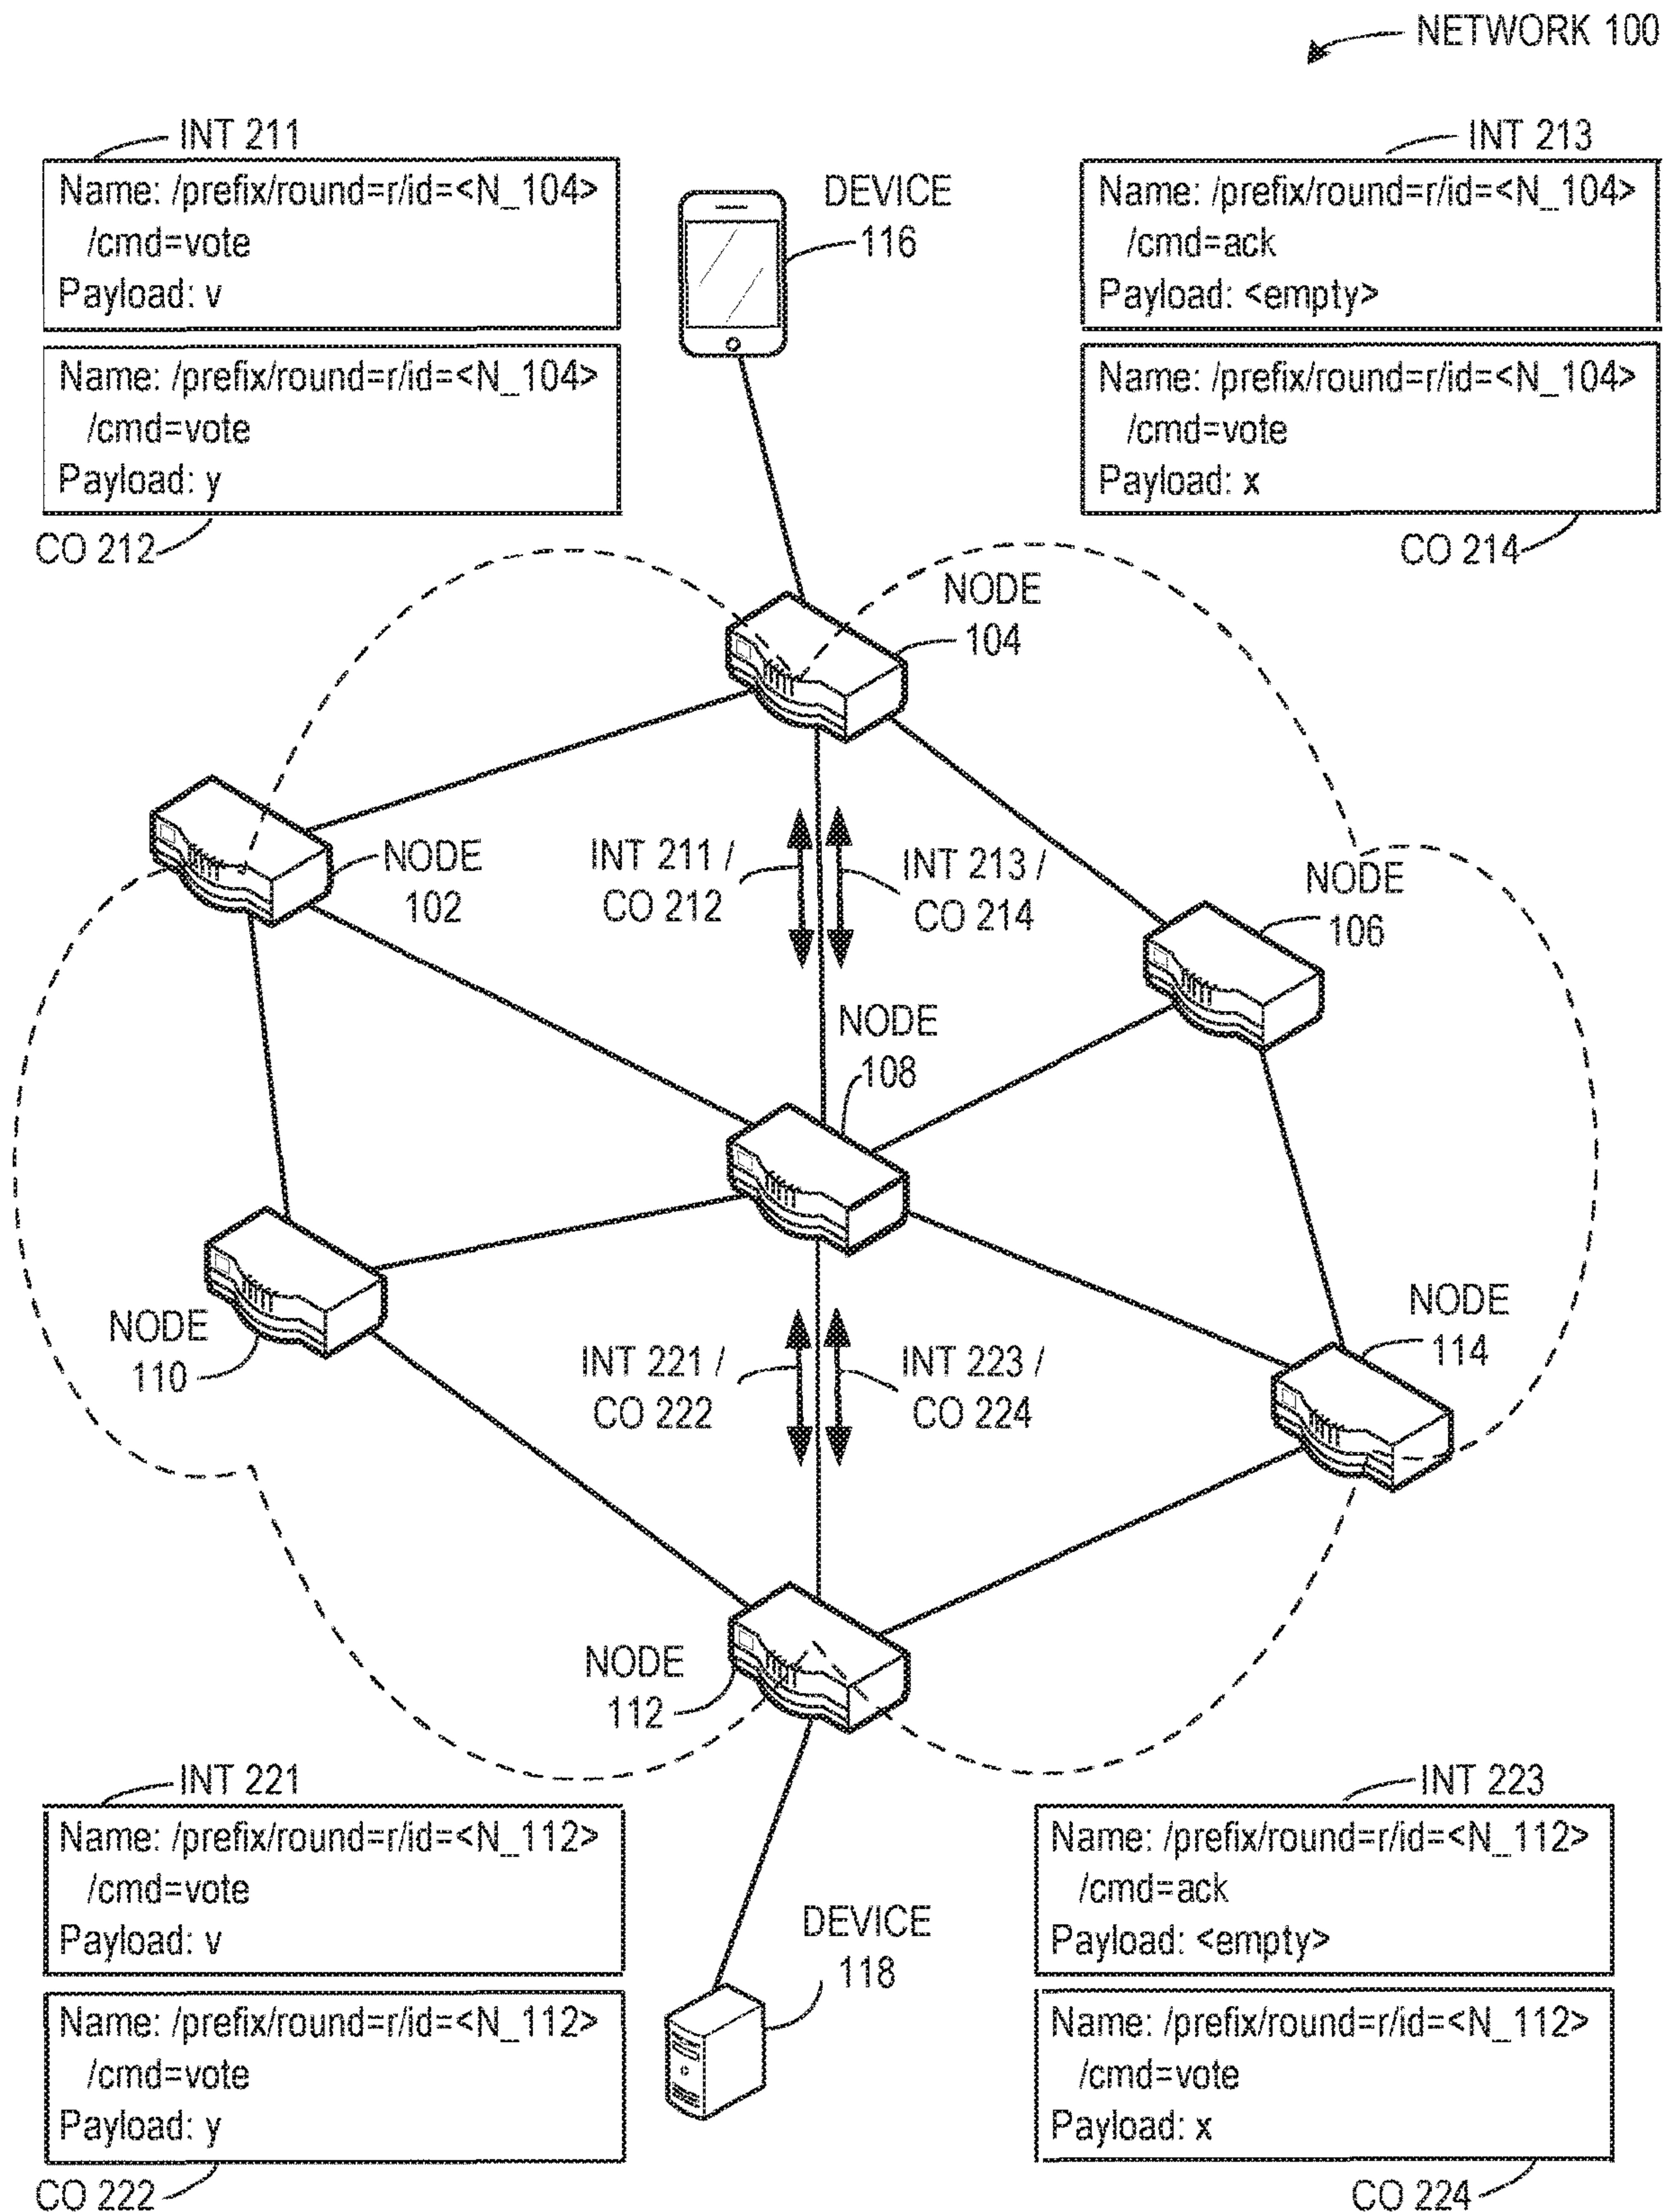 NETWORK 100
INT 211
Name: /prefix/round=r/id=<N_104>
/cmd=vote
Payload: v
Name: /prefix/round=r/id=<N_104>
/cmd=vote
Payload: y
CO 212
DEVICE
116
INT 213
Name: /prefix/round=r/id=<N_104>
/cmd=ack
Payload: <empty>
Name: /prefix/round=r/id=<N_104>
/cmd=vote
Payload: x
CO 214
NODE
104
NODE
102
INT 211 /
CO 212
INT 213 /
CO 214
NODE
106
NODE
108
NODE
110
INT 221 /
CO 222
INT 223 /
CO 224
NODE
114
NODE
112
INT 221
Name: /prefix/round=r/id=<N_112>
/cmd=vote
Payload: v
Name: /prefix/round=r/id=<N_112>
/cmd=vote
Payload: y
CO 222
DEVICE
118
INT 223
Name: /prefix/round=r/id=<N_112>
/cmd=ack
Payload: <empty>
Name: /prefix/round=r/id=<N_112>
/cmd=vote
Payload: x
CO 224